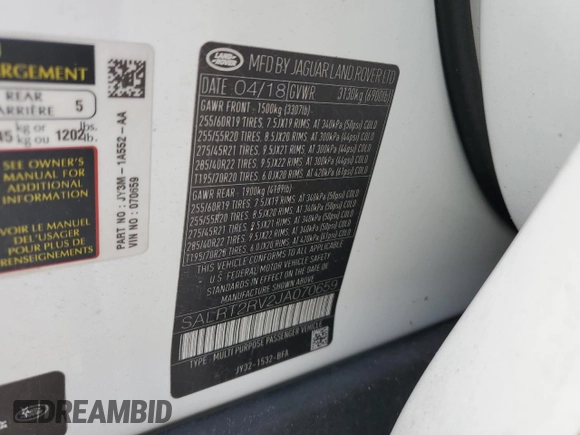 RGEMENT
REAR
ARRIÈRE 5
45 kg or
kg ou 1202 lbs.
lb.
SEE OWNER'S
MANUAL FOR
ADDITIONAL
INFORMATION
VOIR LE MANUEL
DE L'USAGER
POUR PLUS DE
RENSEIGNEMENTS
PART NO : JY3M - 1A552 - AA
VIN NO : 070659
LAND ROVER
MFD BY JAGUAR LAND ROVER LTD
DATE 04/18 GVWR 3130kg (6900lb)
GAWR FRONT - 1500kg (3307lb)
255/60R19 TIRES, 7.5JX19 RIMS, AT 340kPa (50psi) COLD
255/55R20 TIRES, 8.5JX20 RIMS, AT 300kPa (44psi) COLD
275/45R21 TIRES, 9.5JX21 RIMS, AT 300kPa (44psi) COLD
285/40R22 TIRES, 9.5JX22 RIMS, AT 300kPa (44psi) COLD
T195/70R20 TIRES, 6.0JX20 RIMS, AT 420kPa (61psi) COLD
GAWR REAR - 1900kg (4189lb)
255/60R19 TIRES, 7.5JX19 RIMS, AT 340kPa (50psi) COLD
255/55R20 TIRES, 8.5JX20 RIMS, AT 340kPa (50psi) COLD
275/45R21 TIRES, 9.5JX21 RIMS, AT 340kPa (50psi) COLD
285/40R22 TIRES, 9.5JX22 RIMS, AT 340kPa (50psi) COLD
T195/70R20 TIRES, 6.0JX20 RIMS, AT 420kPa (61psi) COLD
THIS VEHICLE CONFORMS TO ALL APPLICABLE
U.S. FEDERAL MOTOR VEHICLE SAFETY
STANDARDS IN EFFECT ON THE DATE OF
MANUFACTURE SHOWN ABOVE
SALRT2RV2JA070659
TYPE: MULTI PURPOSE PASSENGER VEHICLE
JY32-1532-BFA
DREAMBID